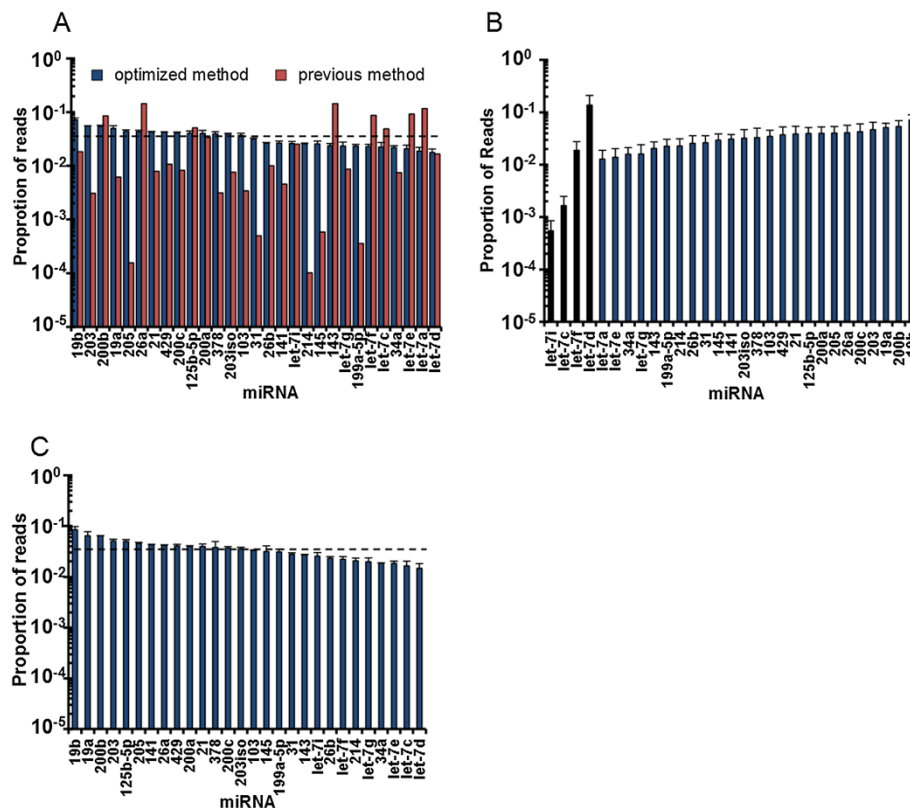 A
10⁰
10⁻¹
10⁻²
10⁻³
10⁻⁴
10⁻⁵
Proprotion of reads
optimized method previous method
19b 203 200b 19a 205 26a 21 429 200c 125b-5p 200a 378 203iso 103 31 26b 141 let-7i 214 145 143 let-7g 199a-5p let-7f let-7c 34a let-7e let-7a let-7d
miRNA
B
10⁰
10⁻¹
10⁻²
10⁻³
10⁻⁴
10⁻⁵
Proportion of Reads
let-7i let-7c let-7f let-7d let-7a let-7e 34a let-7g 143 199a-5p 214 26b 31 145 141 203iso 378 103 429 21 125b-5p 200a 205 26a 200c 203 19a 200b 19b
miRNA
C
10⁰
10⁻¹
10⁻²
10⁻³
10⁻⁴
10⁻⁵
Proportion of reads
19b 19a 200b 203 125b-5p 205 141 26a 429 200a 21 378 200c 203iso 103 145 199a-5p 31 143 let-7i 26b let-7f 214 let-7g 34a let-7e let-7c let-7d
miRNA